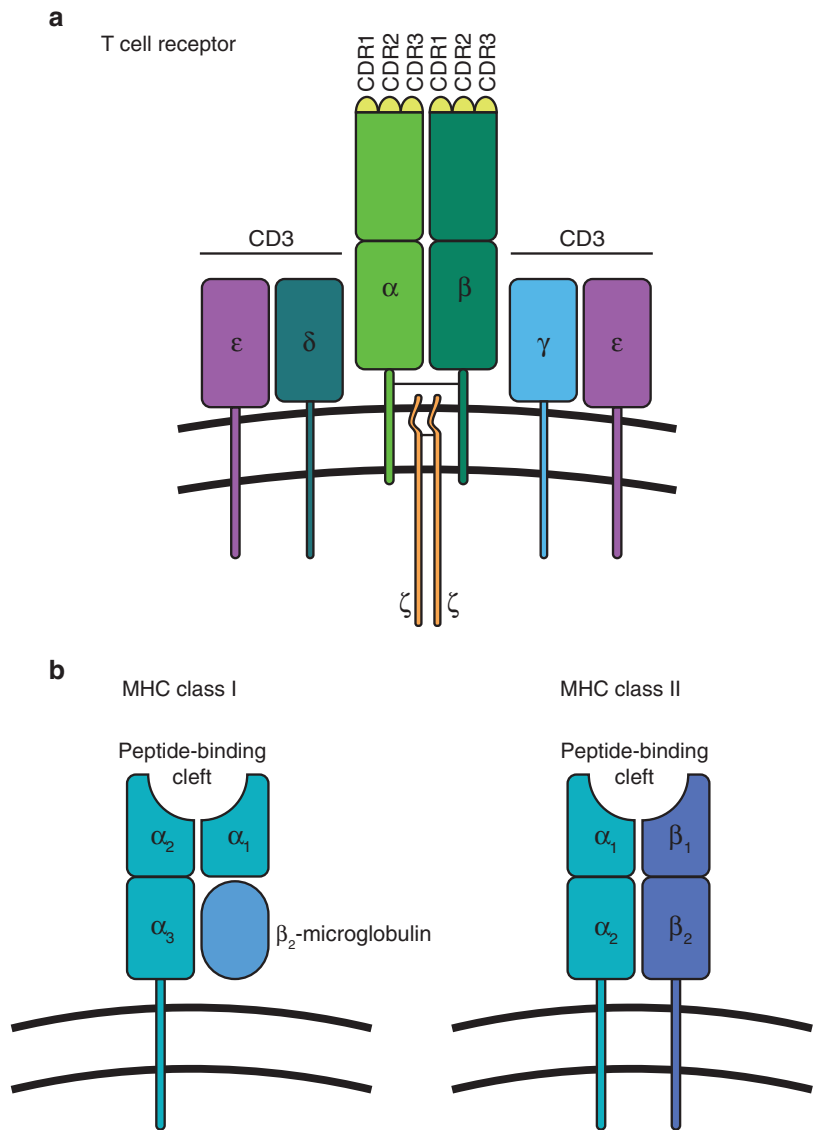 a
T cell receptor
CDR1
CDR2
CDR3
CDR1
CDR2
CDR3
CD3
CD3
ε
δ
α
β
γ
ε
ζ
ζ
b
MHC class I
MHC class II
Peptide-binding
cleft
Peptide-binding
cleft
α₂
α₁
α₁
β₁
α₃
β₂-microglobulin
α₂
β₂